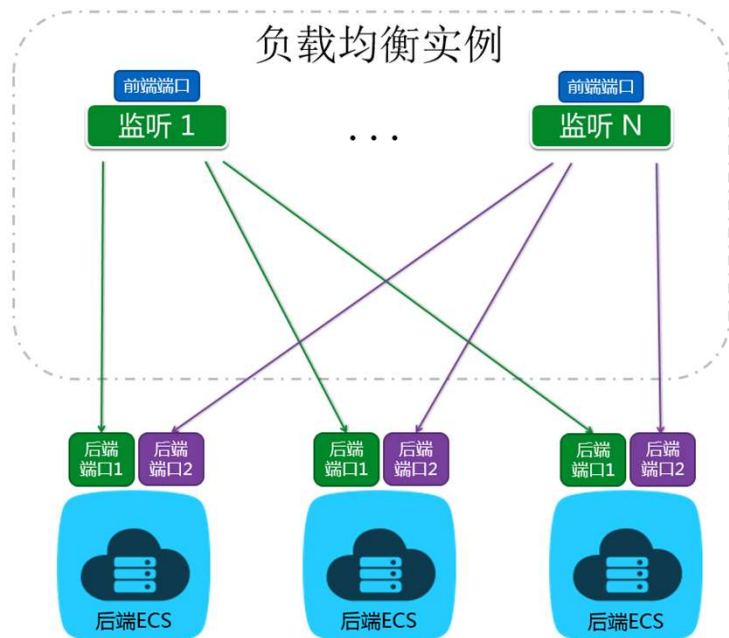 负载均衡实例
前端端口
前端端口
监听 1
...
监听 N
后端
端口1
后端
端口2
后端
端口1
后端
端口2
后端
端口1
后端
端口2
后端ECS
后端ECS
后端ECS